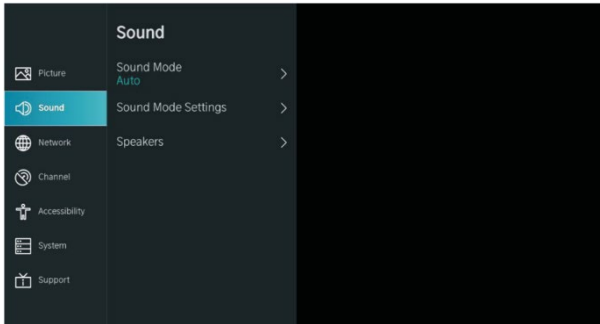 Sound
Picture
Sound
Network
Channel
Accessibility
System
Support
Sound Mode
Auto
Sound Mode Settings
Speakers